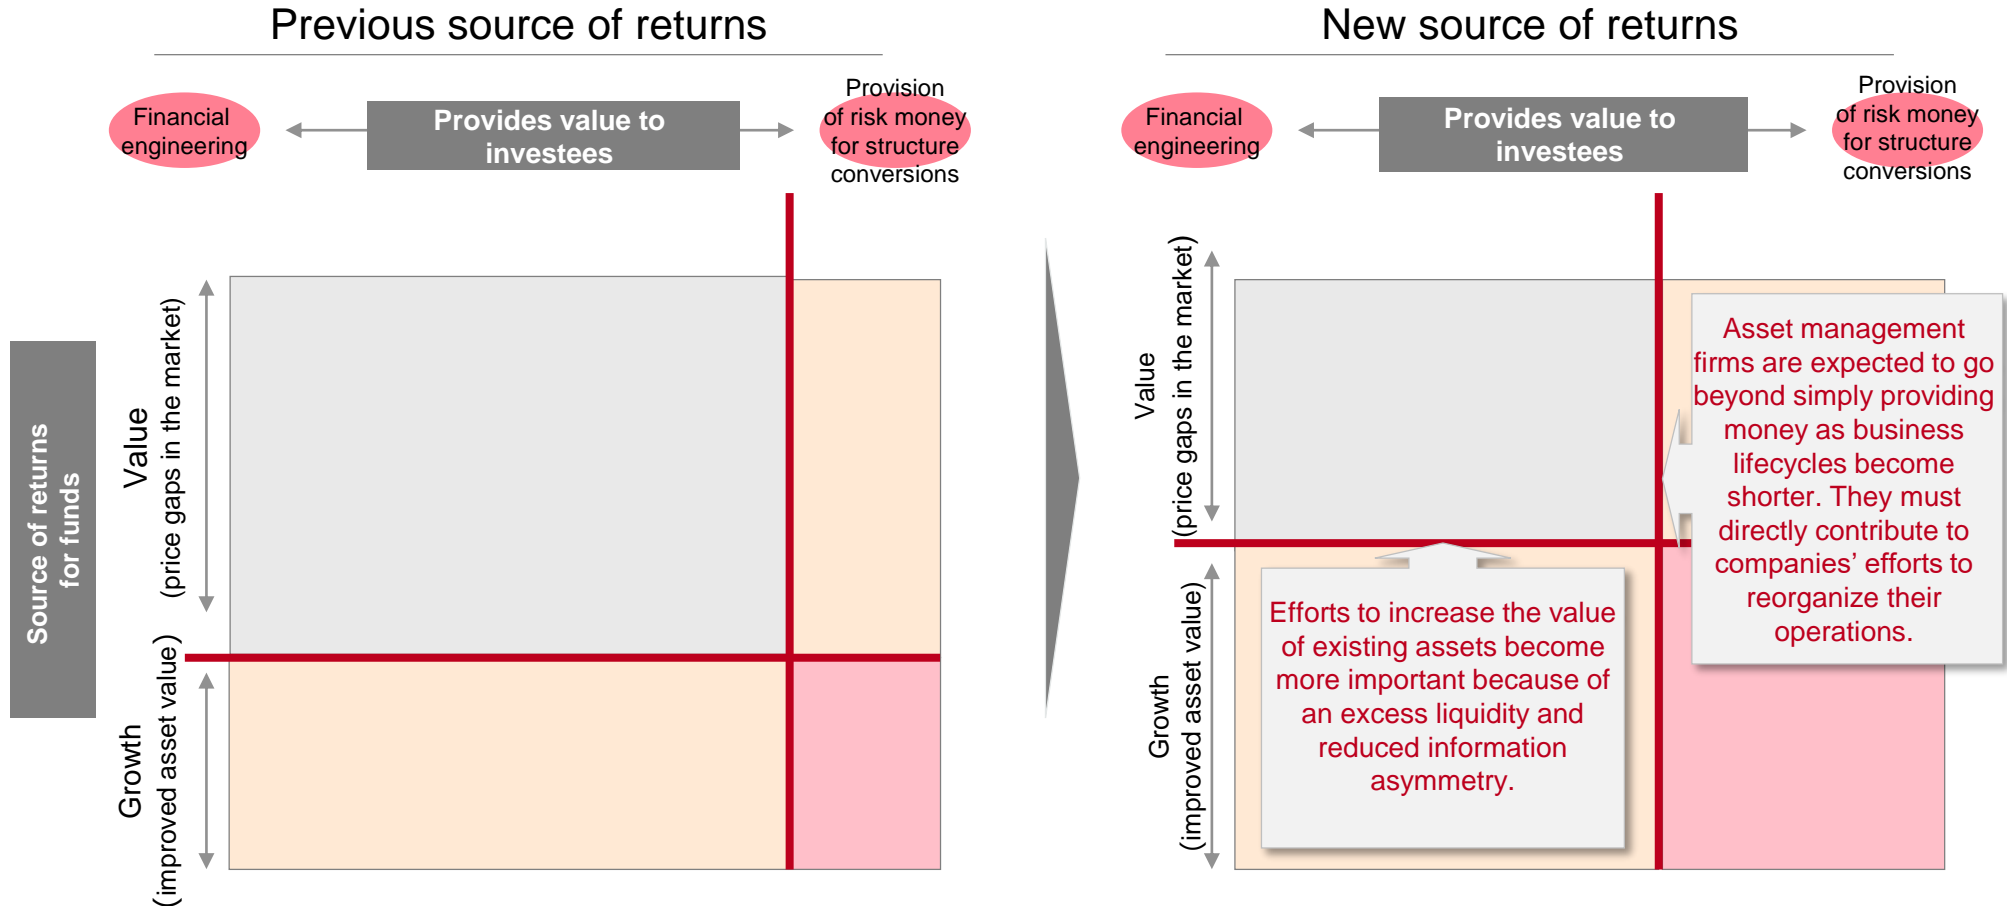 Previous source of returns
Financial
engineering
Provides value to
investees
Provision
of risk money
for structure
conversions
Source of returns
for funds
Value
(price gaps in the market)
Growth
(improved asset value)
New source of returns
Financial
engineering
Provides value to
investees
Provision
of risk money
for structure
conversions
Value
(price gaps in the market)
Growth
(improved asset value)
Asset management
firms are expected to go
beyond simply providing
money as business
lifecycles become
shorter. They must
directly contribute to
companies’ efforts to
reorganize their
operations.
Efforts to increase the value
of existing assets become
more important because of
an excess liquidity and
reduced information
asymmetry.